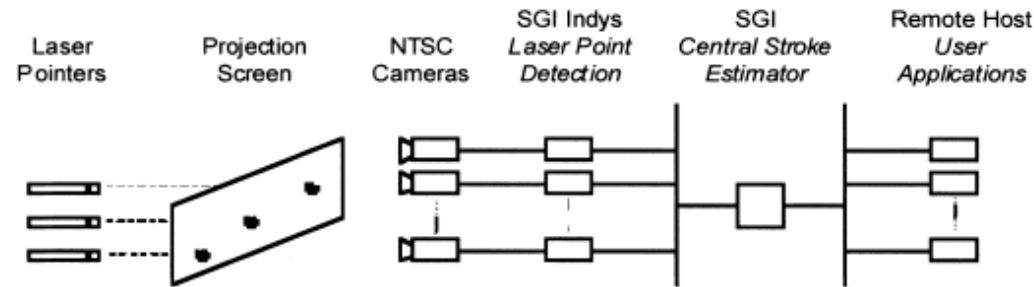 Laser
Pointers
Projection
Screen
NTSC
Cameras
SGI Indys
Laser Point
Detection
SGI
Central Stroke
Estimator
Remote Host
User
Applications